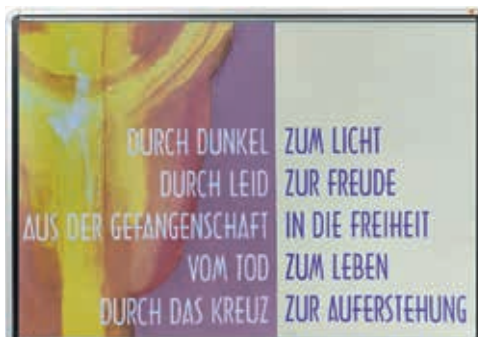 DURCH DUNKEL ZUM LICHT
DURCH LEID ZUR FREUDE
AUS DER GEFANGENSCHAFT IN DIE FREIHEIT
VOM TOD ZUM LEBEN
DURCH DAS KREUZ ZUR AUFERSTEHUNG